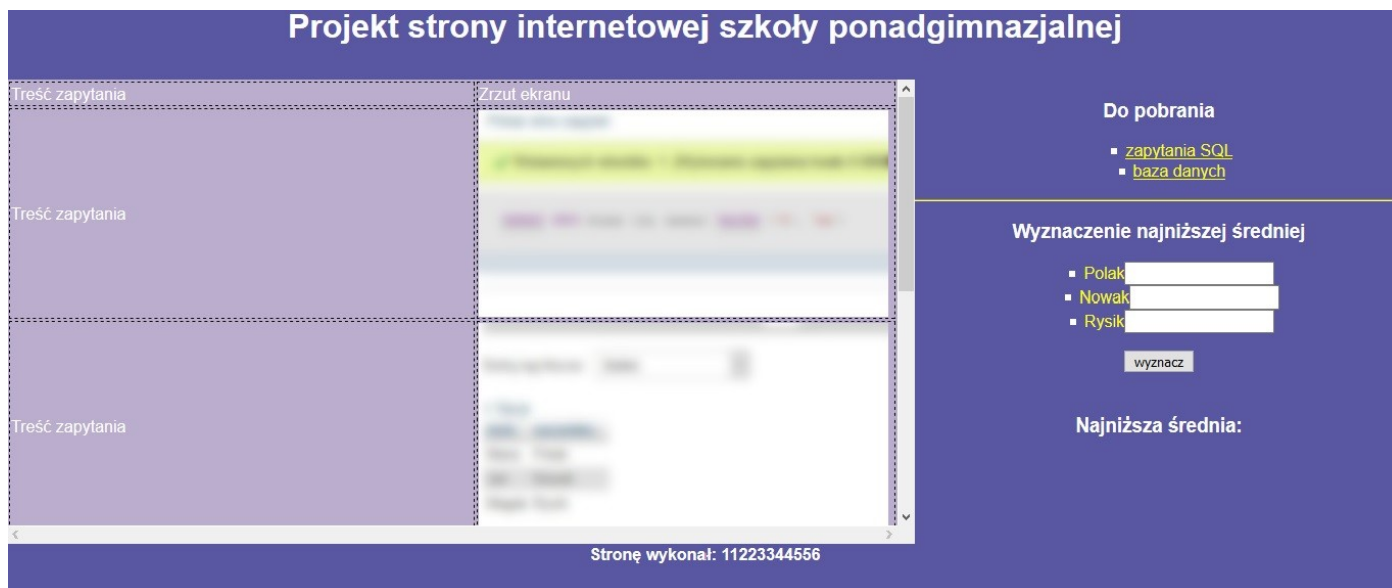 Projekt strony internetowej szkoły ponadgimnazjalnej
Treść zapytania
Zrzut ekranu
Treść zapytania
Treść zapytania
Do pobrania
zapytania SQL
baza danych
Wyznaczenie najniższej średniej
Polak
Nowak
Rysik
wyznacz
Najniższa średnia:
Stronę wykonał: 11223344556